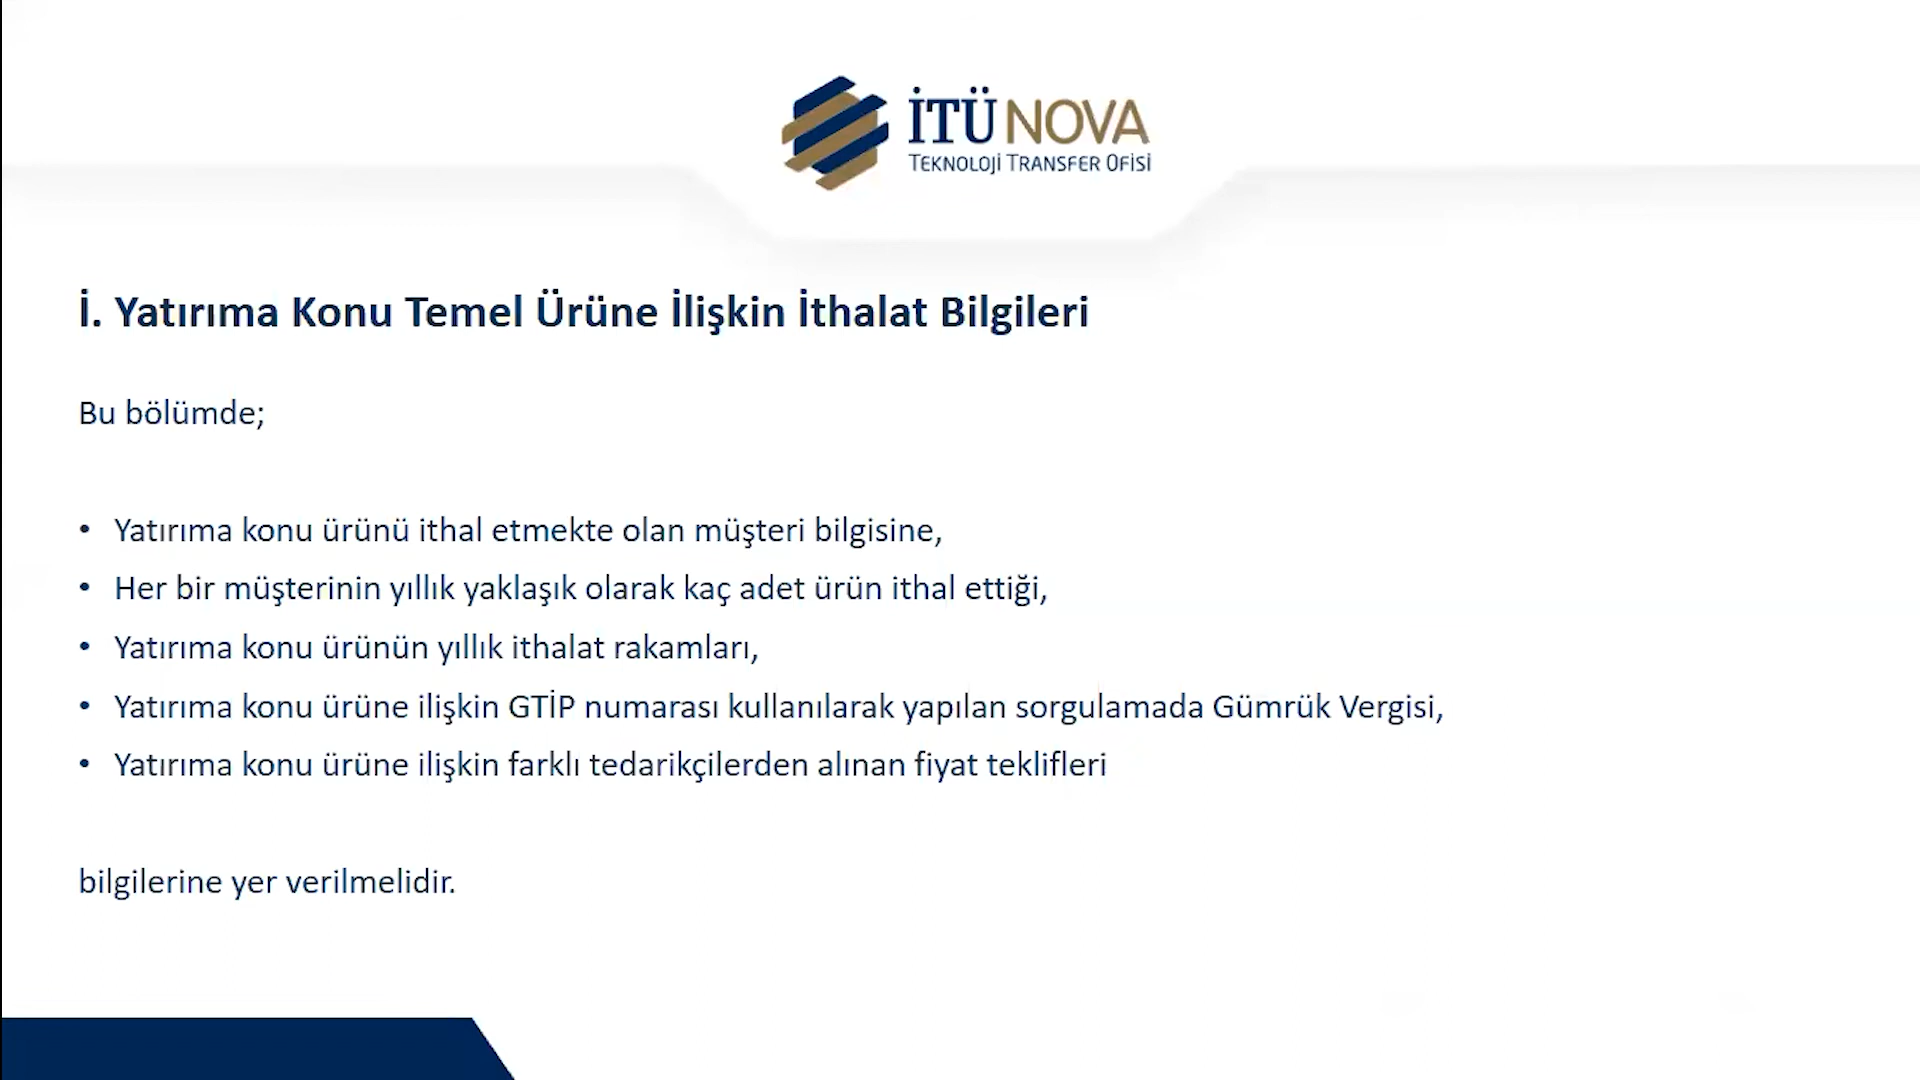 İTÜNOVA
TEKNOLOJİ TRANSFER OFİSİ
İ. Yatırıma Konu Temel Ürüne İlişkin İthalat Bilgileri
Bu bölümde;
• Yatırıma konu ürünü ithal etmekte olan müşteri bilgisine,
• Her bir müşterinin yıllık yaklaşık olarak kaç adet ürün ithal ettiği,
• Yatırıma konu ürünün yıllık ithalat rakamları,
• Yatırıma konu ürüne ilişkin GTİP numarası kullanılarak yapılan sorgulamada Gümrük Vergisi,
• Yatırıma konu ürüne ilişkin farklı tedarikçilerden alınan fiyat teklifleri
bilgilerine yer verilmelidir.